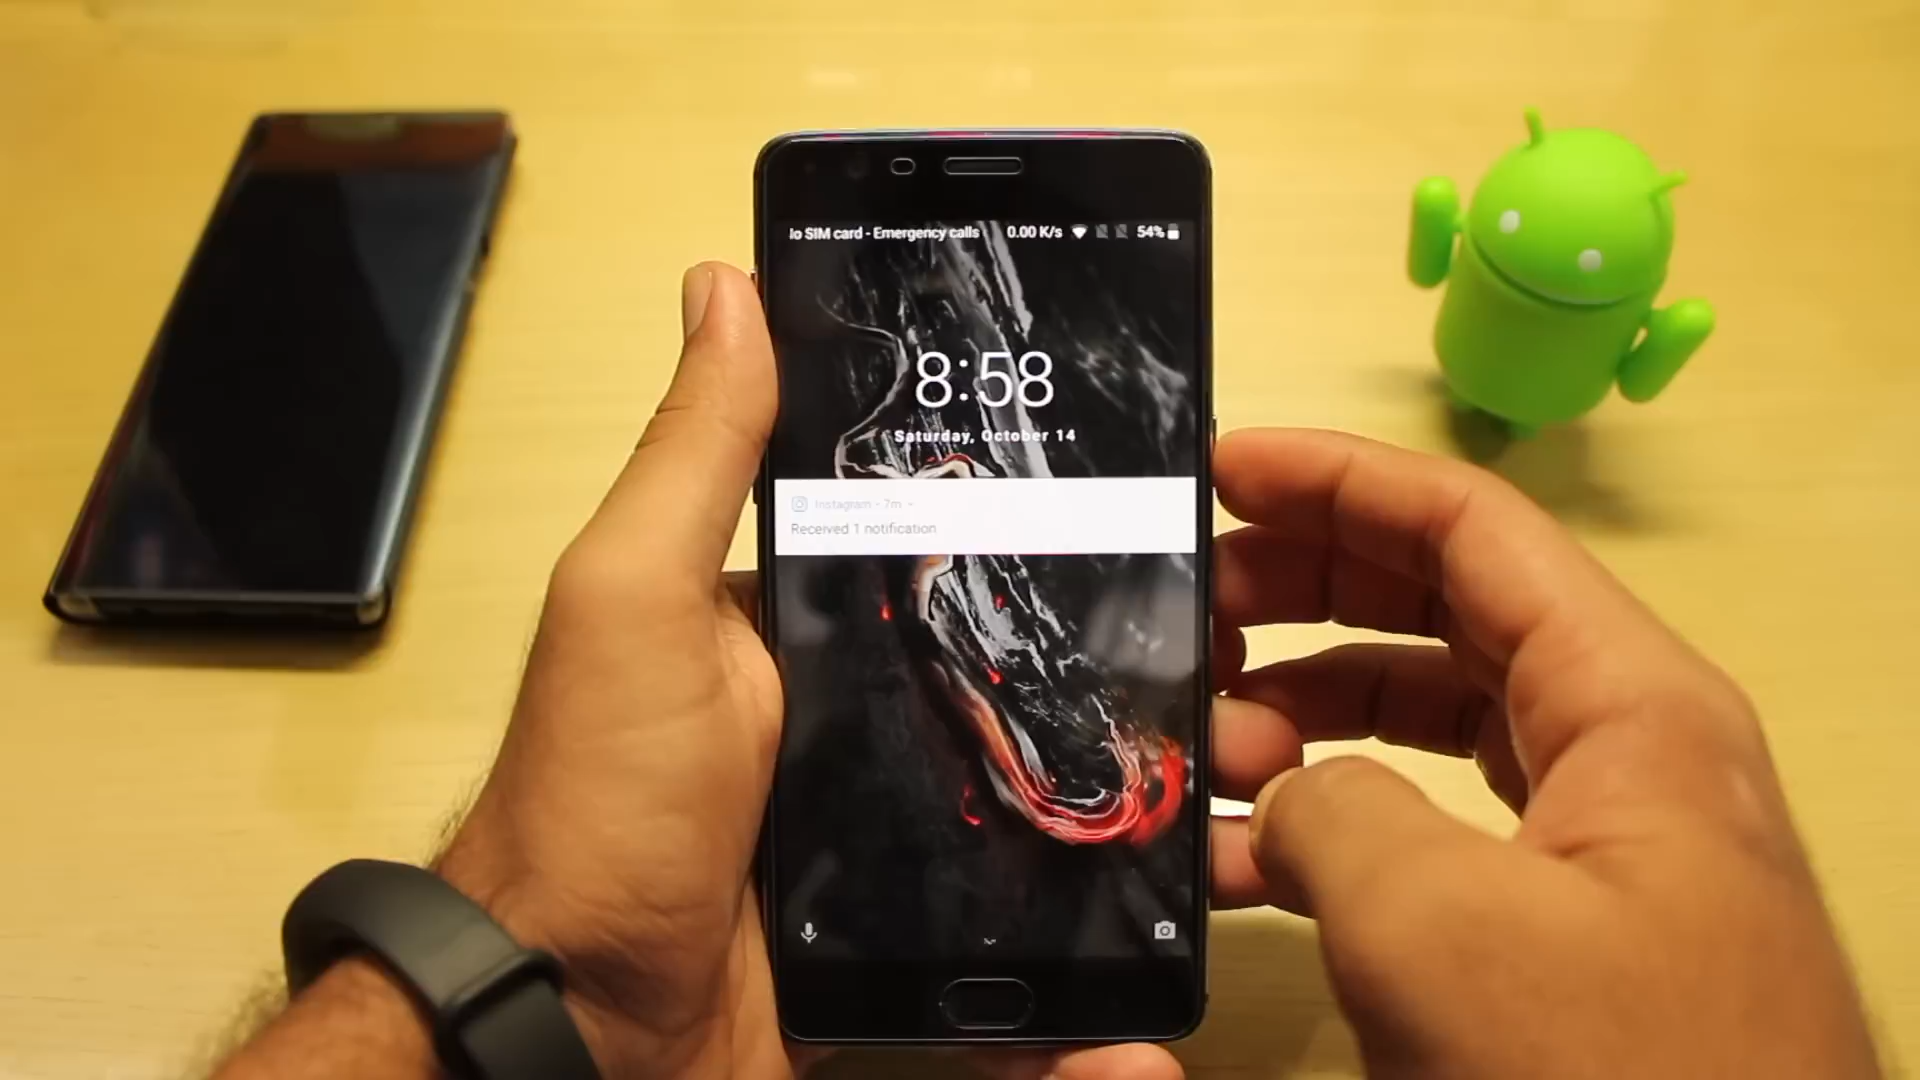 lo SIM card - Emergency calls 0.00 K/s 54%
8:58
Saturday, October 14
Instagram • 7m
Received 1 notification